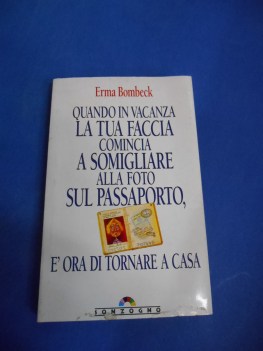 Erma Bombeck
QUANDO IN VACANZA
LA TUA FACCIA
COMINCIA
A SOMIGLIARE
ALLA FOTO
SUL PASSAPORTO,
E' ORA DI TORNARE A CASA
SONZOGNO